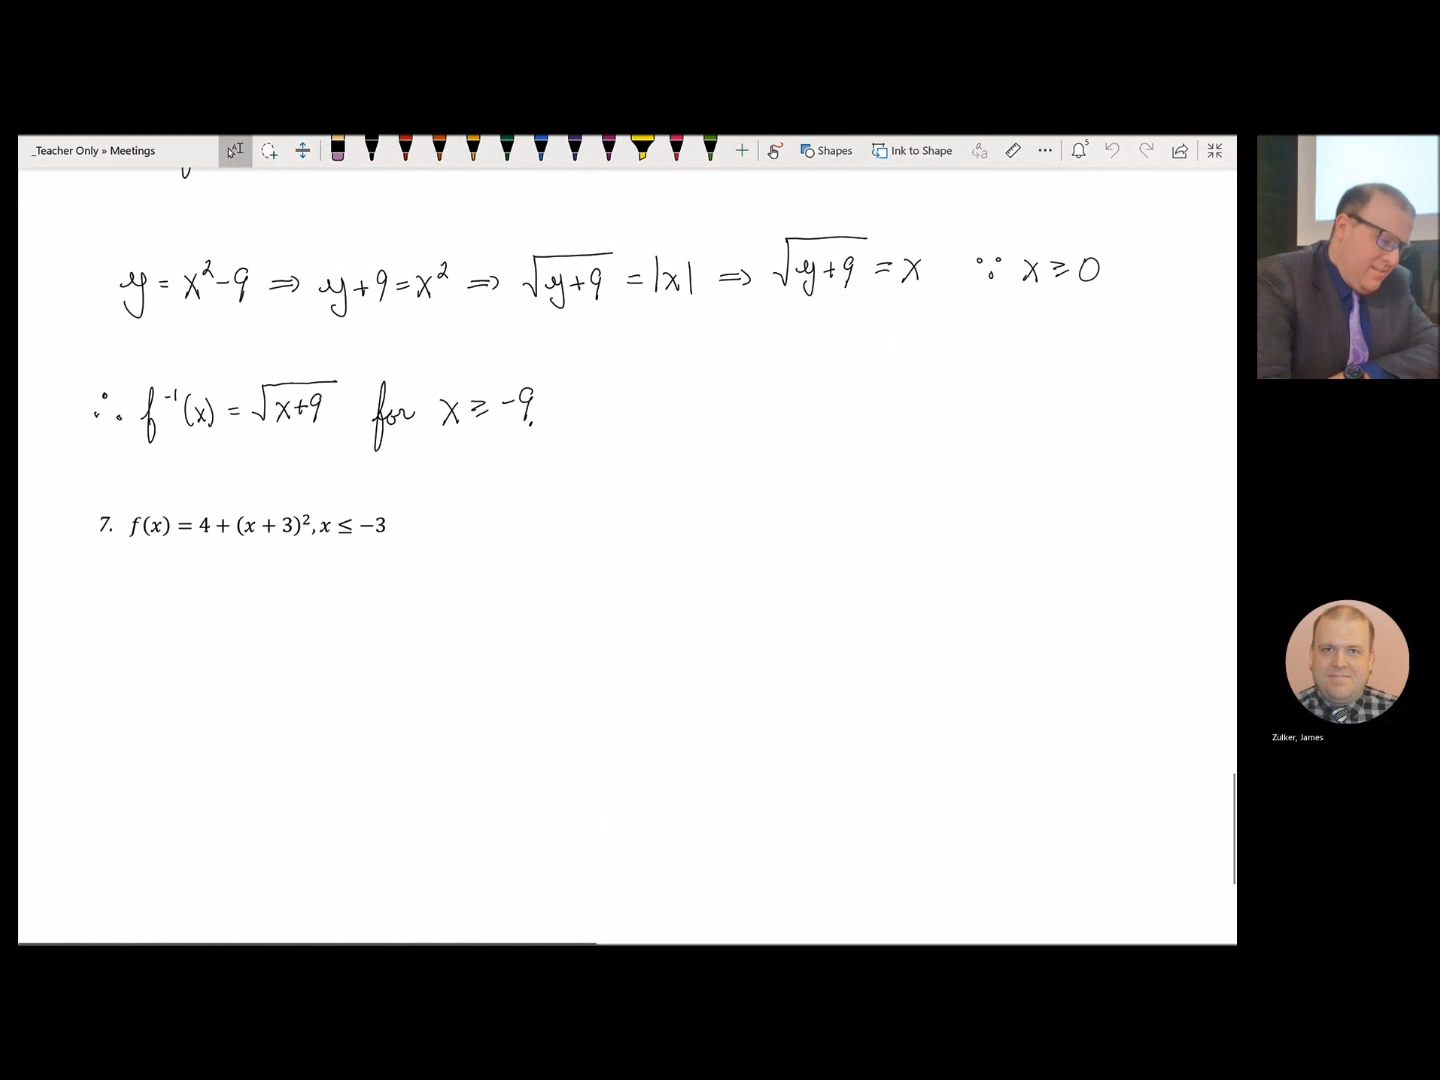 _Teacher Only » Meetings
Shapes
Ink to Shape
5
y = x² - 9 ⇒ y + 9 = x² ⇒ √(y+9) = |x| ⇒ √(y+9) = x ∵ x ≥ 0
∴ f⁻¹(x) = √(x+9) for x ≥ -9.
7. f(x) = 4 + (x + 3)², x ≤ −3
Zulker, James